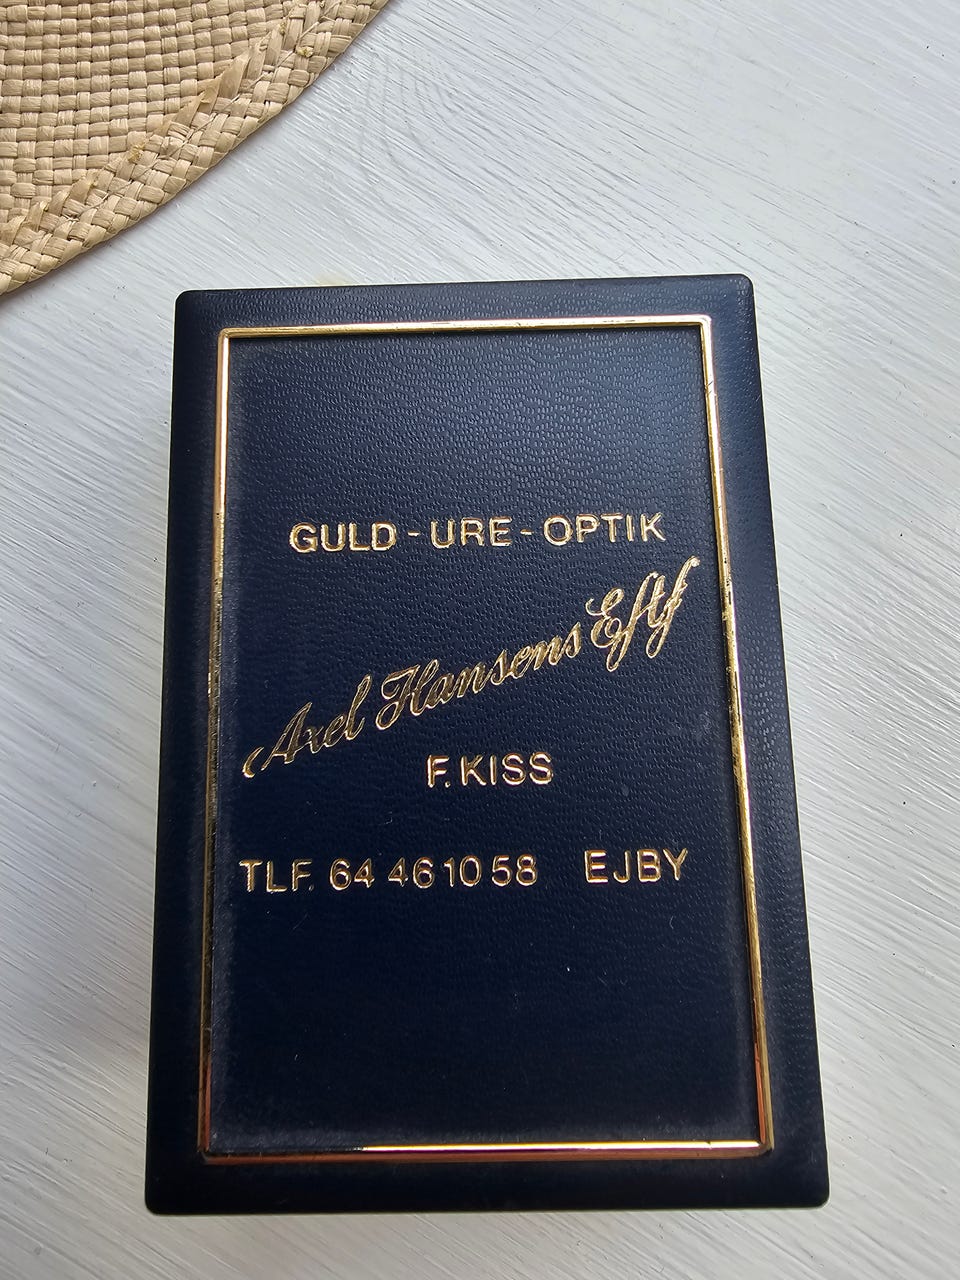 GULD - URE - OPTIK
Axel Hansens Eftf
F. KISS
TLF. 64 46 10 58 EJBY